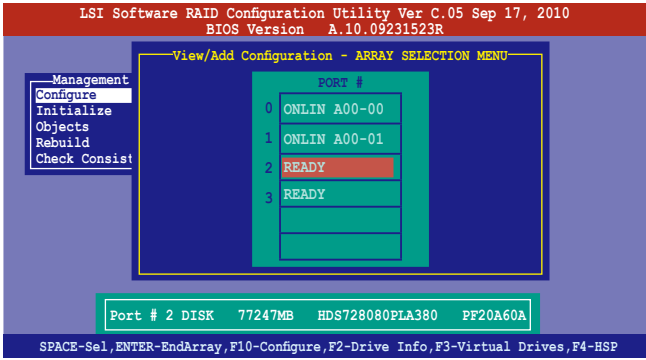 LSI Software RAID Configuration Utility Ver C.05 Sep 17, 2010
BIOS Version A.10.09231523R
View/Add Configuration - ARRAY SELECTION MENU
Management
Configure
Initialize
Objects
Rebuild
Check Consist
PORT #
0 ONLIN A00-00
1 ONLIN A00-01
2 READY
3 READY
Port # 2 DISK 77247MB HDS728080PLA380 PF20A60A
SPACE-Sel,ENTER-EndArray,F10-Configure,F2-Drive Info,F3-Virtual Drives,F4-HSP